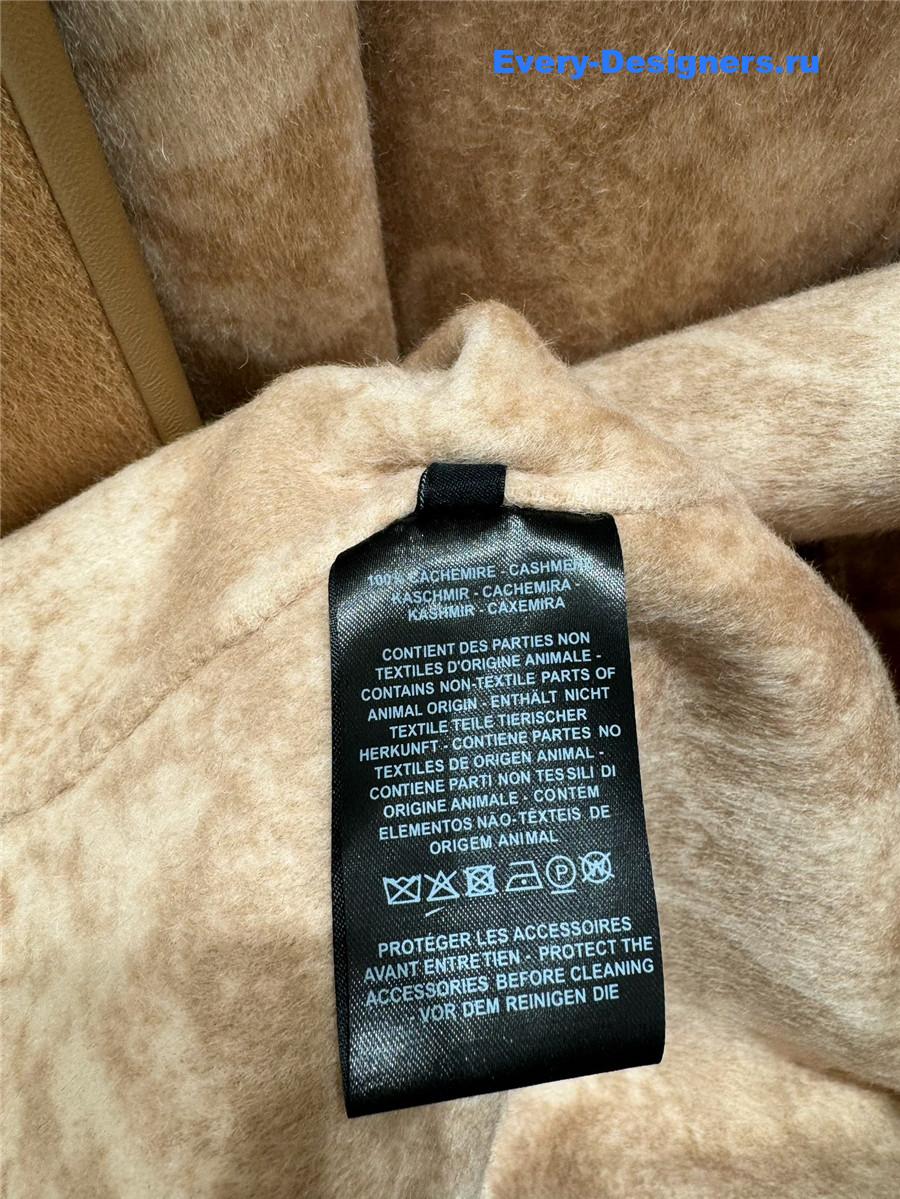 Every-Designers.ru
100% CACHEMIRE - CASHMERE
KASCHMIR - CACHEMIRA -
KASHMIR - CAXEMIRA
CONTIENT DES PARTIES NON
TEXTILES D'ORIGINE ANIMALE -
CONTAINS NON-TEXTILE PARTS OF
ANIMAL ORIGIN - ENTHÄLT NICHT
TEXTILE TEILE TIERISCHER
HERKUNFT - CONTIENE PARTES NO
TEXTILES DE ORIGEN ANIMAL -
CONTIENE PARTI NON TESSILI DI
ORIGINE ANIMALE - CONTÉM
ELEMENTOS NÃO-TEXTEIS DE
ORIGEM ANIMAL
P W
PROTÉGER LES ACCESSOIRES
AVANT ENTRETIEN - PROTECT THE
ACCESSORIES BEFORE CLEANING
- VOR DEM REINIGEN DIE